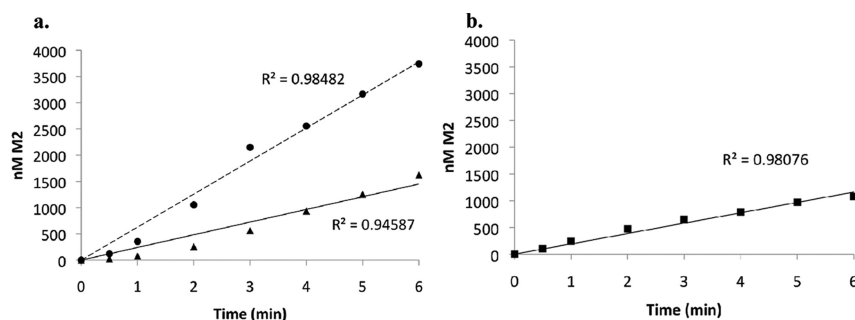 a.
4000
3500
3000
2500
2000
1500
1000
500
0
nM M2
R² = 0.98482
R² = 0.94587
0 1 2 3 4 5 6
Time (min)
b.
4000
3500
3000
2500
2000
1500
1000
500
0
nM M2
R² = 0.98076
0 1 2 3 4 5 6
Time (min)